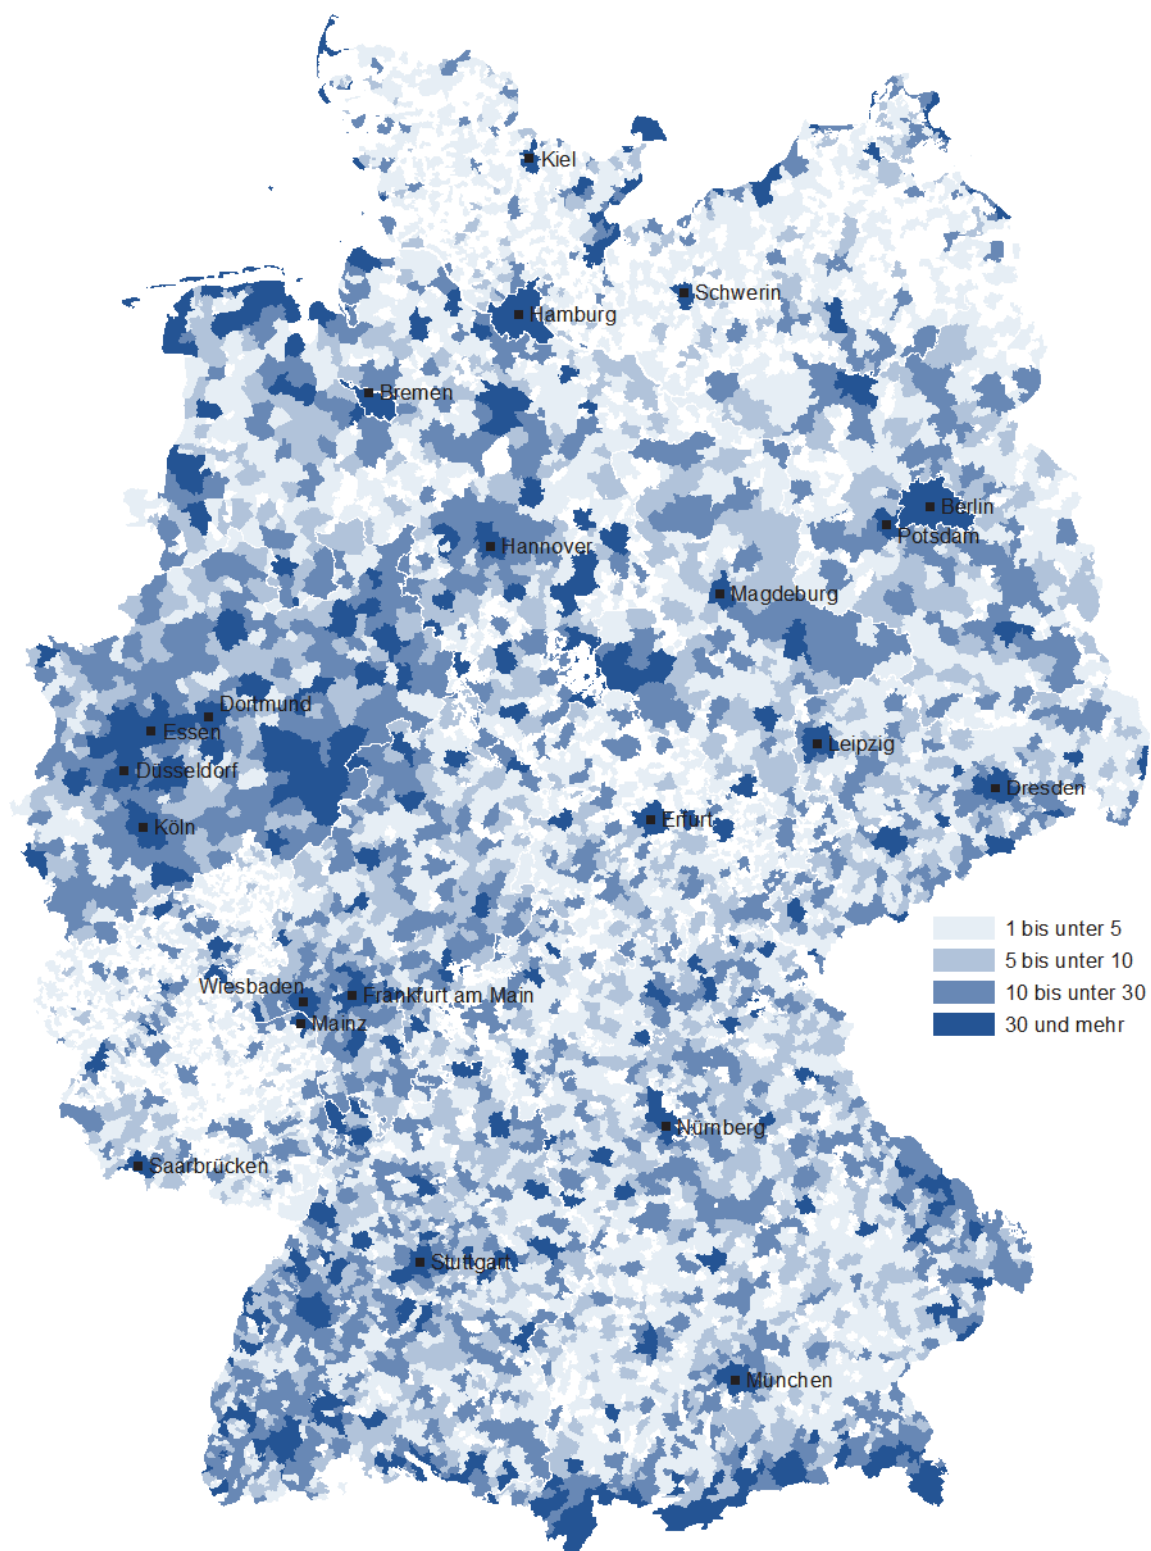 Kiel
Schwerin
Hamburg
Bremen
Berlin
Potsdam
Hannover
Magdeburg
Dortmund
Essen
Leipzig
Düsseldorf
Dresden
Köln
Erfurt
1 bis unter 5
5 bis unter 10
10 bis unter 30
30 und mehr
Wiesbaden
Frankfurt am Main
Mainz
Nürnberg
Saarbrücken
Stuttgart
München